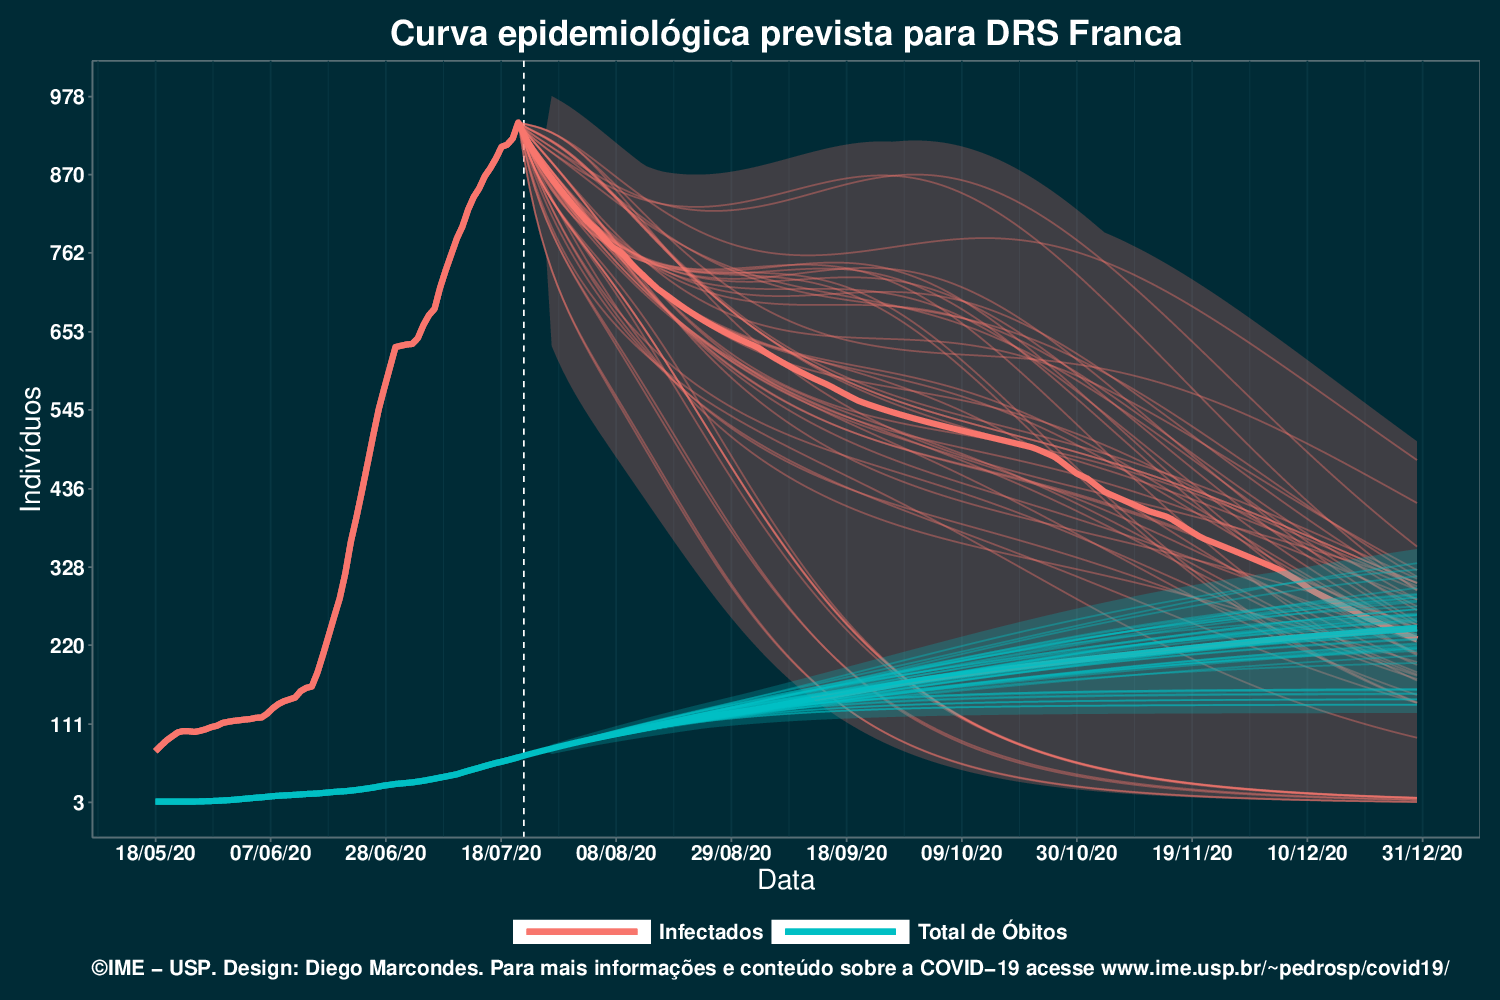 Curva epidemiológica prevista para DRS Franca
978
870
762
653
545
436
328
220
111
3
Indivíduos
18/05/20 07/06/20 28/06/20 18/07/20 08/08/20 29/08/20 18/09/20 09/10/20 30/10/20 19/11/20 10/12/20 31/12/20
Data
Infectados Total de Óbitos
©IME − USP. Design: Diego Marcondes. Para mais informações e conteúdo sobre a COVID−19 acesse www.ime.usp.br/~pedrosp/covid19/